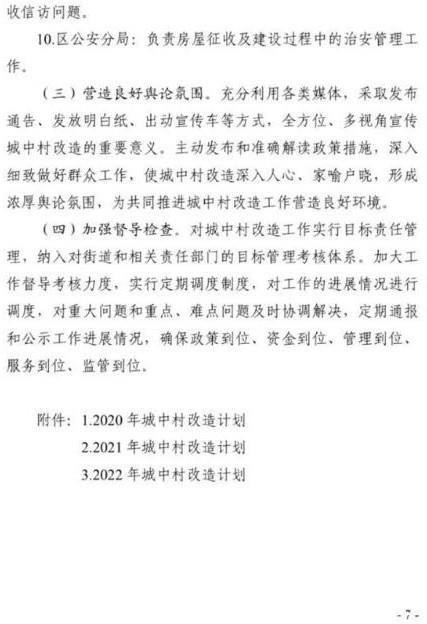 收信访问题。
10.区公安分局：负责房屋征收及建设过程中的治安管理工
作。
（三）营造良好舆论氛围。充分利用各类媒体，采取发布
通告、发放明白纸、出动宣传车等方式，全方位、多视角宣传
城中村改造的重要意义。主动发布和准确解读政策措施，深入
细致做好群众工作，使城中村改造深入人心、家喻户晓，形成
浓厚舆论氛围，为共同推进城中村改造工作营造良好环境。
（四）加强督导检查。对城中村改造工作实行目标责任管
理，纳入对街道和相关责任部门的目标管理考核体系。加大工
作督导考核力度，实行定期调度制度，对工作的进展情况进行
调度，对重大问题和重点、难点问题及时协调解决，定期通报
和公示工作进展情况，确保政策到位、资金到位、管理到位、
服务到位、监管到位。
附件：1.2020 年城中村改造计划
2.2021 年城中村改造计划
3.2022 年城中村改造计划
- 7 -